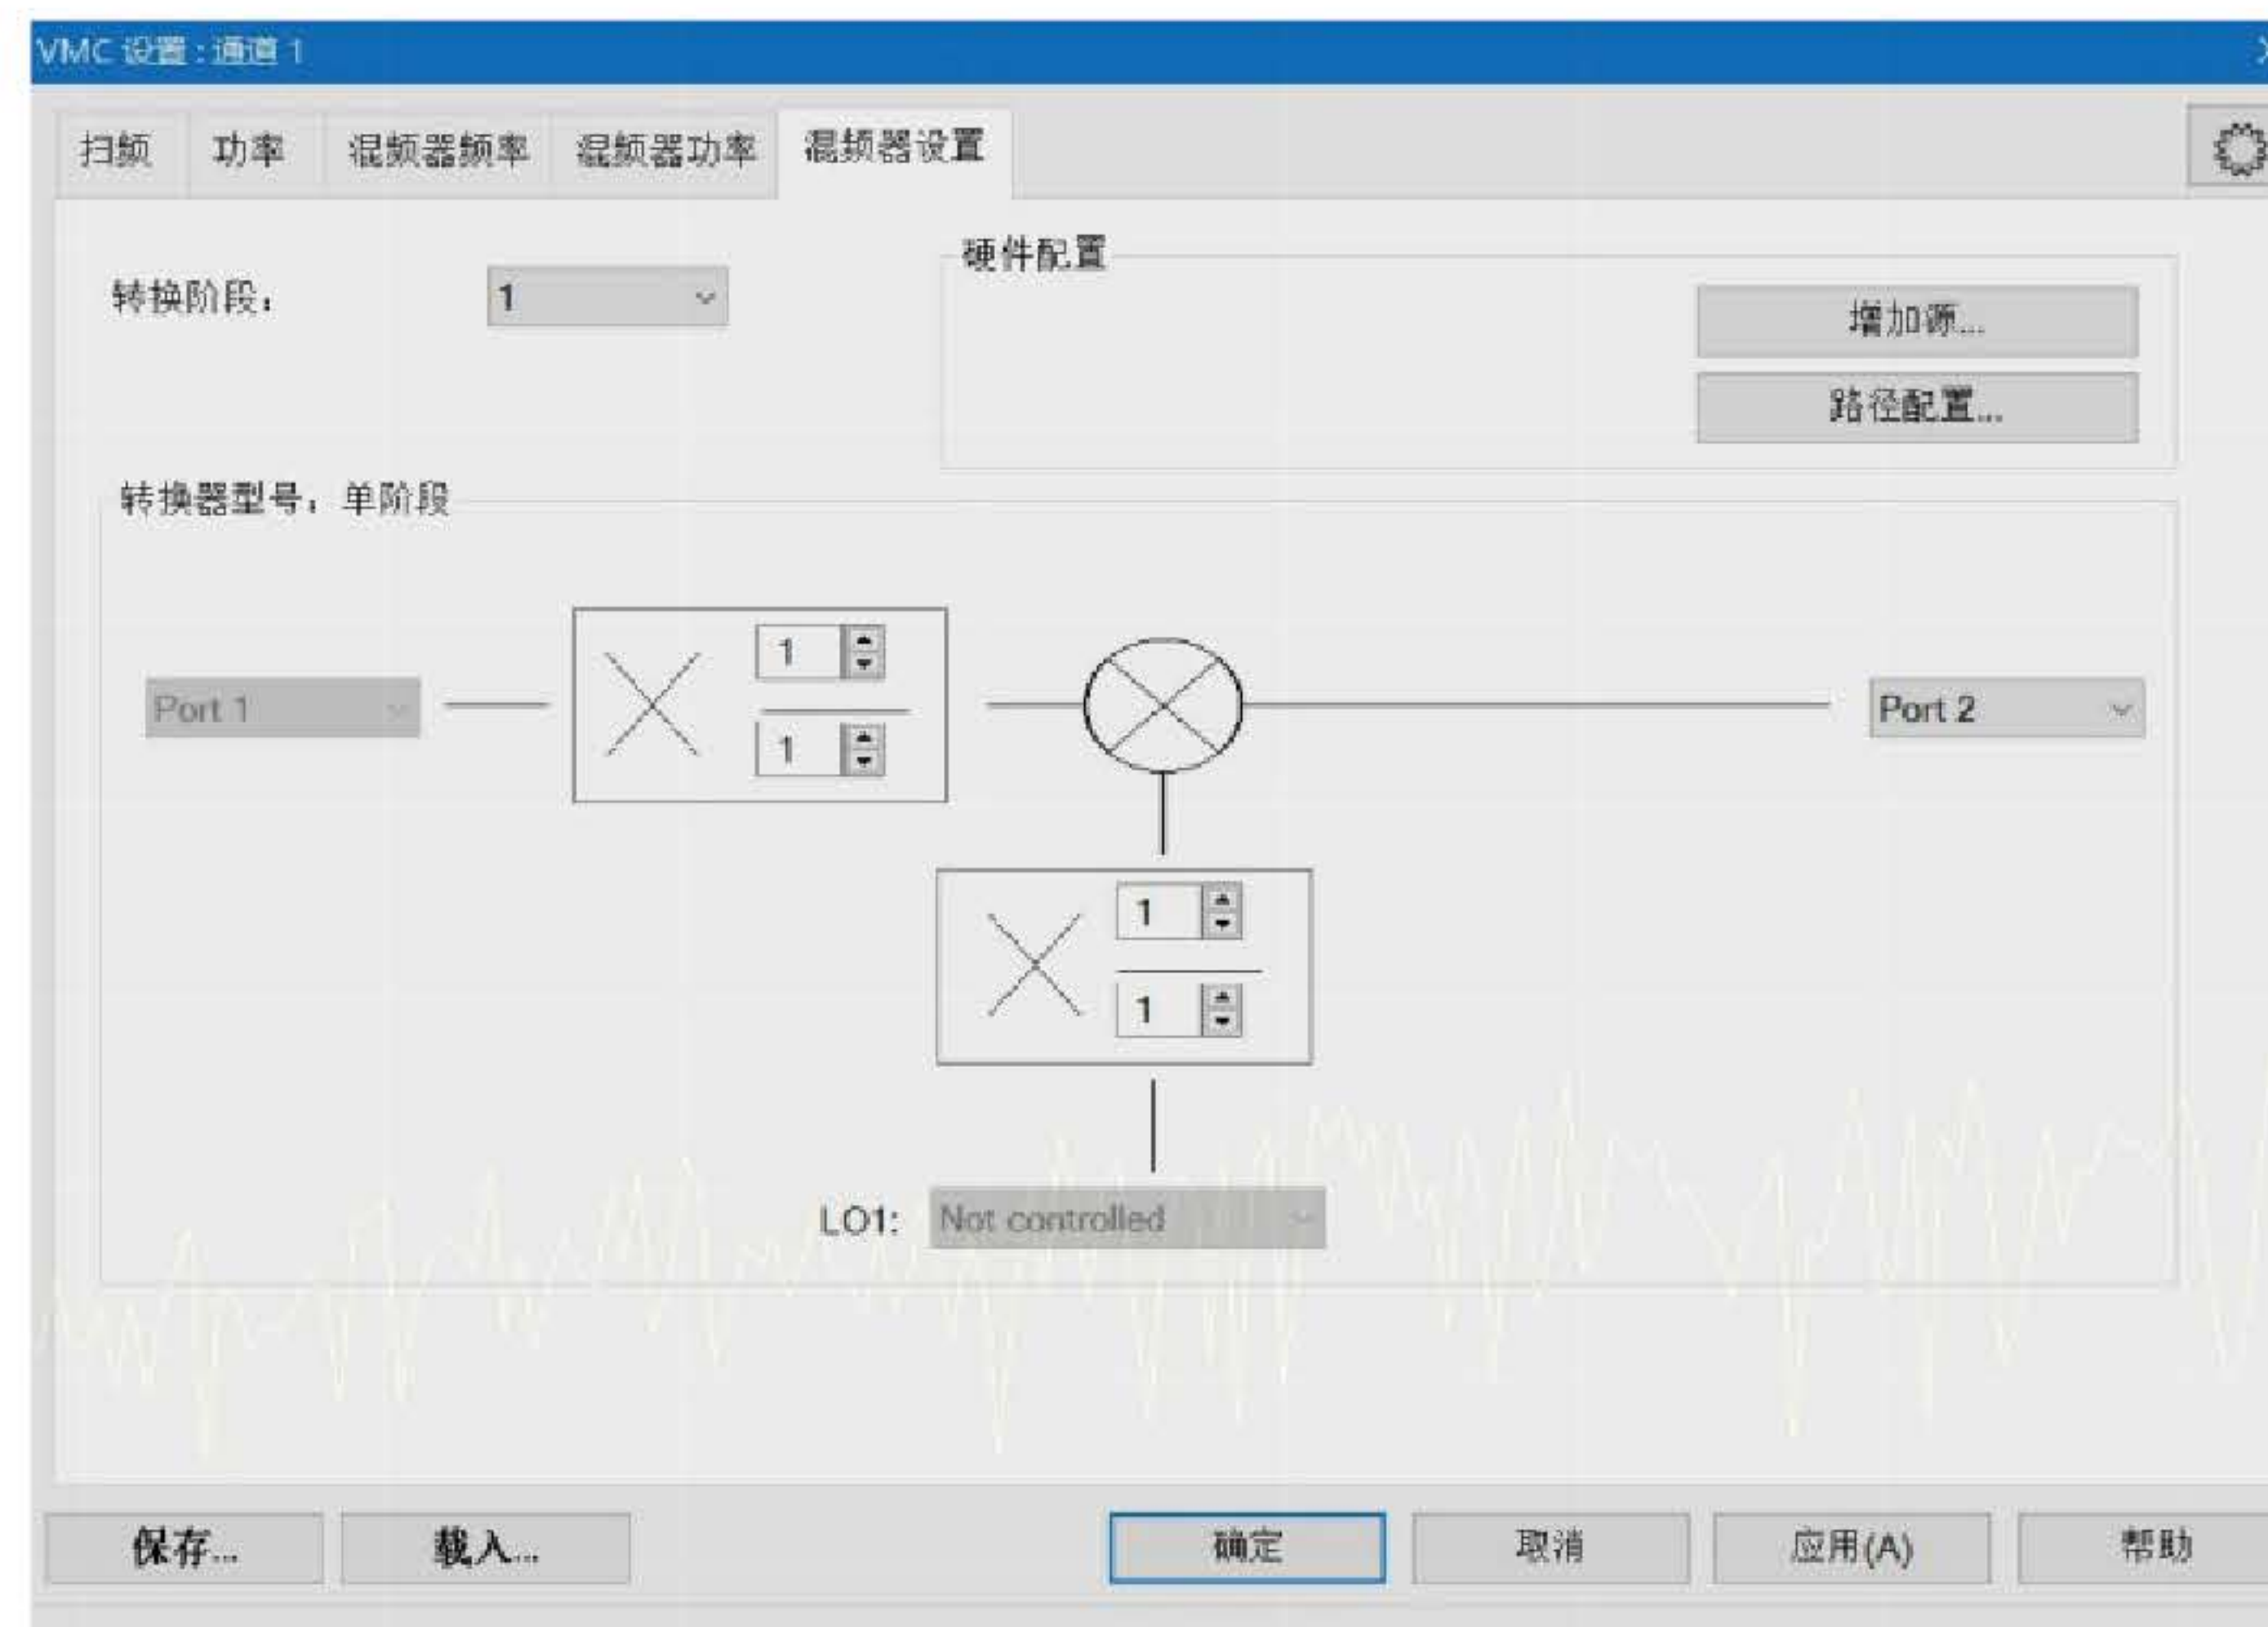 VMC 设置 : 通道 1
扫频 功率 混频器频率 混频器功率 混频器设置
硬件配置
转换阶段: 1
增加源...
路径配置...
转换器型号: 单阶段
1
Port 1
Port 2
1
1
1
LO1: Not controlled
保存... 载入... 确定 取消 应用(A) 帮助